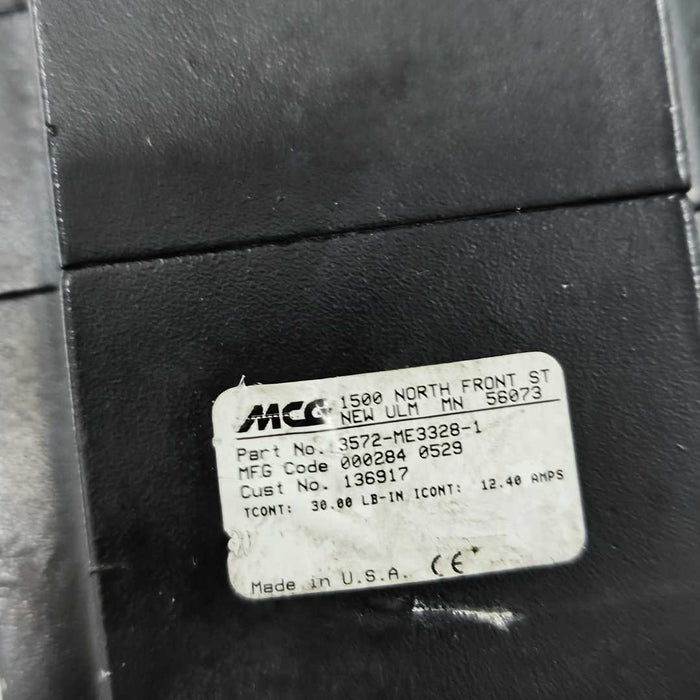 MCG 1500 NORTH FRONT ST
NEW ULM MN 56073
Part No. 3572-ME3328-1
MFG Code 000284 0529
Cust No. 136917
TCONT: 30.00 LB-IN ICONT: 12.40 AMPS
Made in U.S.A. CE